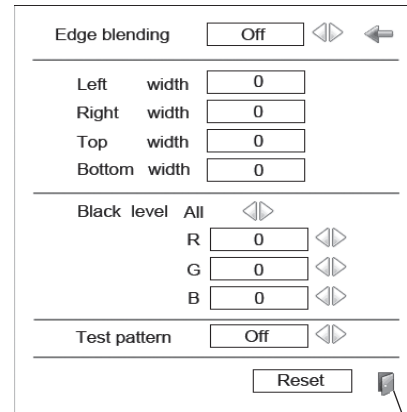 Edge blending Off
Left width 0
Right width 0
Top width 0
Bottom width 0
Black level All
R 0
G 0
B 0
Test pattern Off
Reset